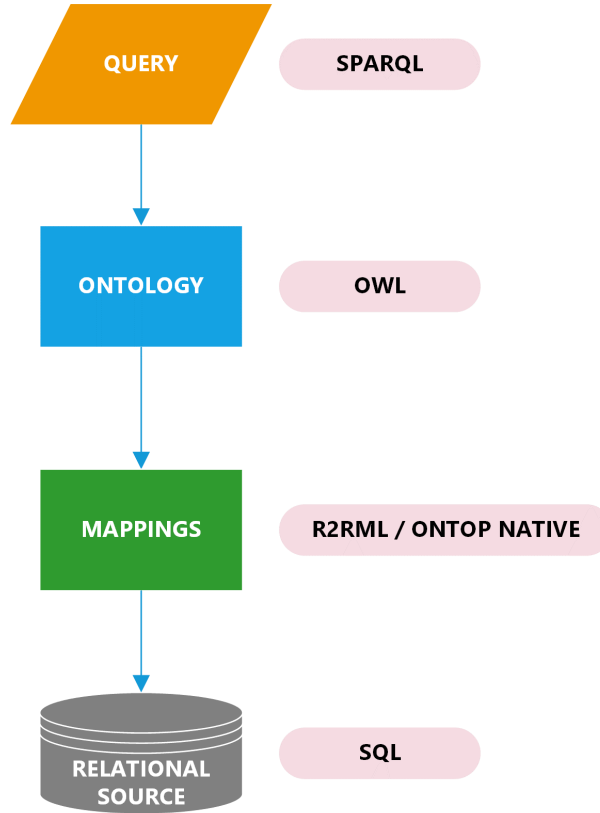 QUERY
SPARQL
ONTOLOGY
OWL
MAPPINGS
R2RML / ONTOP NATIVE
RELATIONAL
SOURCE
SQL